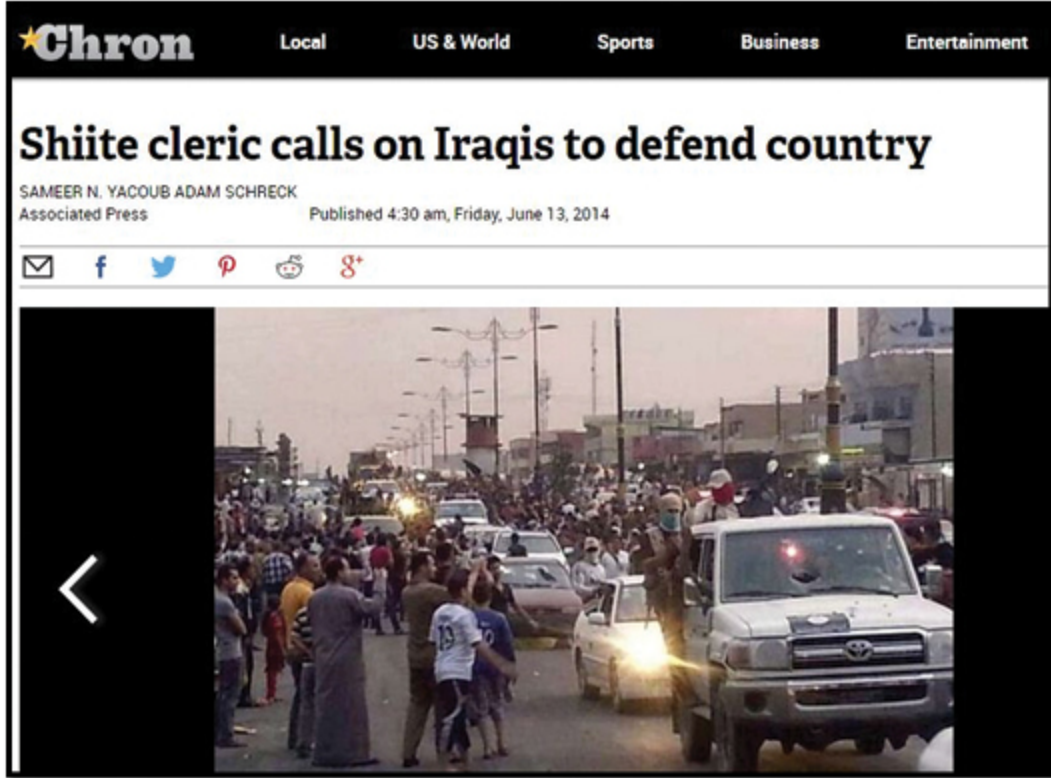 Chron
Local US & World Sports Business Entertainment
Shiite cleric calls on Iraqis to defend country
SAMEER N. YACOUB ADAM SCHRECK
Associated Press Published 4:30 am, Friday, June 13, 2014
f g+
19